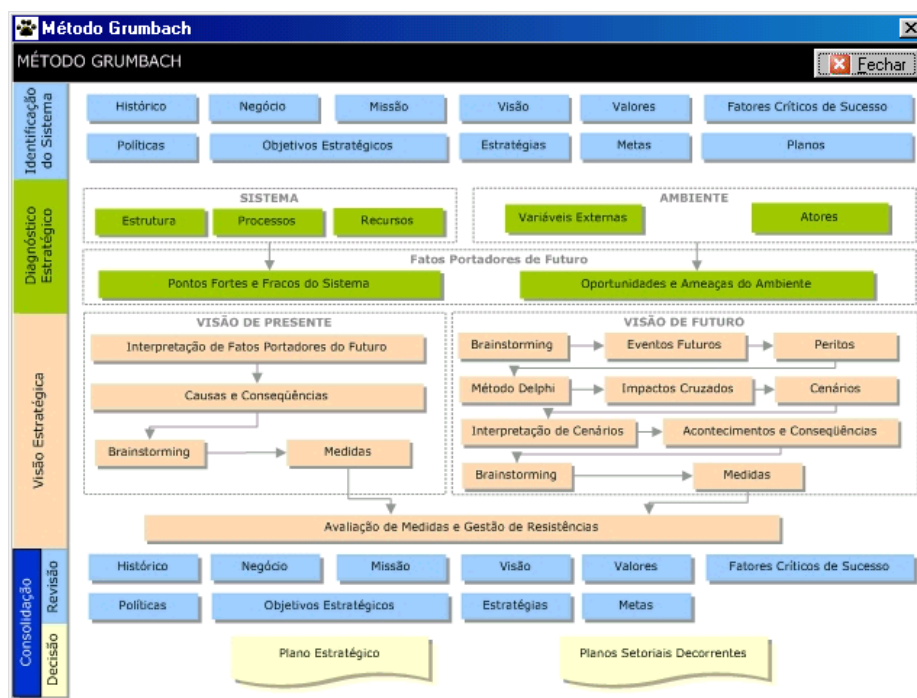 Método Grumbach
MÉTODO GRUMBACH
Fechar
Identificação
do Sistema
Histórico
Negócio
Missão
Visão
Valores
Fatores Críticos de Sucesso
Políticas
Objetivos Estratégicos
Estratégias
Metas
Planos
Diagnóstico
Estratégico
SISTEMA
Estrutura
Processos
Recursos
AMBIENTE
Variáveis Externas
Atores
Fatos Portadores de Futuro
Pontos Fortes e Fracos do Sistema
Oportunidades e Ameaças do Ambiente
Visão Estratégica
VISÃO DE PRESENTE
Interpretação de Fatos Portadores do Futuro
Causas e Conseqüências
Brainstorming
Medidas
VISÃO DE FUTURO
Brainstorming
Eventos Futuros
Peritos
Método Delphi
Impactos Cruzados
Cenários
Interpretação de Cenários
Acontecimentos e Conseqüências
Brainstorming
Medidas
Avaliação de Medidas e Gestão de Resistências
Consolidação
Revisão
Histórico
Negócio
Missão
Visão
Valores
Fatores Críticos de Sucesso
Políticas
Objetivos Estratégicos
Estratégias
Metas
Decisão
Plano Estratégico
Planos Setoriais Decorrentes